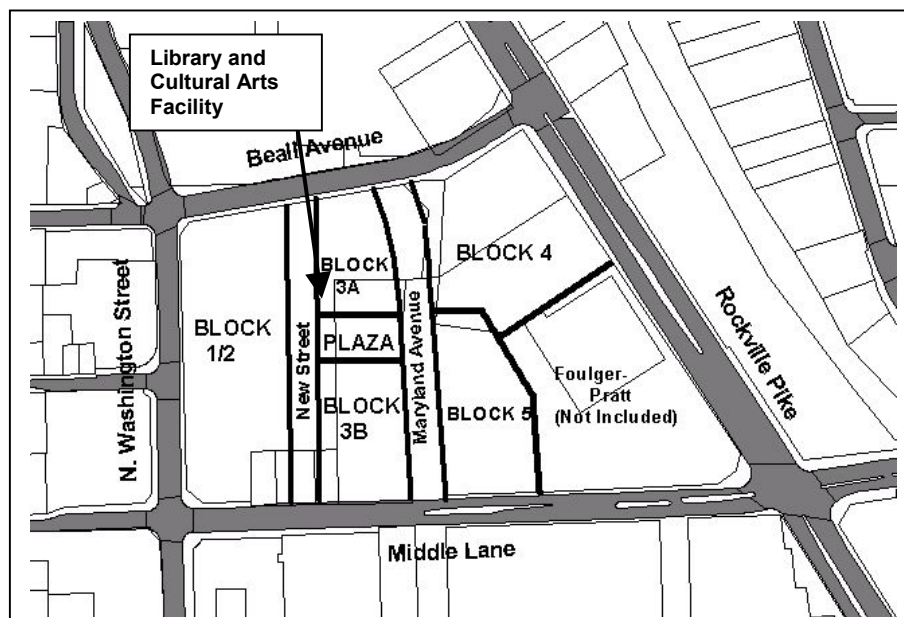 Library and
Cultural Arts
Facility
Beall Avenue
BLOCK 4
BLOCK
3A
BLOCK
1/2
PLAZA
BLOCK
3B
BLOCK 5
Foulger-
Pratt
(Not Included)
N. Washington Street
New Street
Maryland Avenue
Rockville Pike
Middle Lane